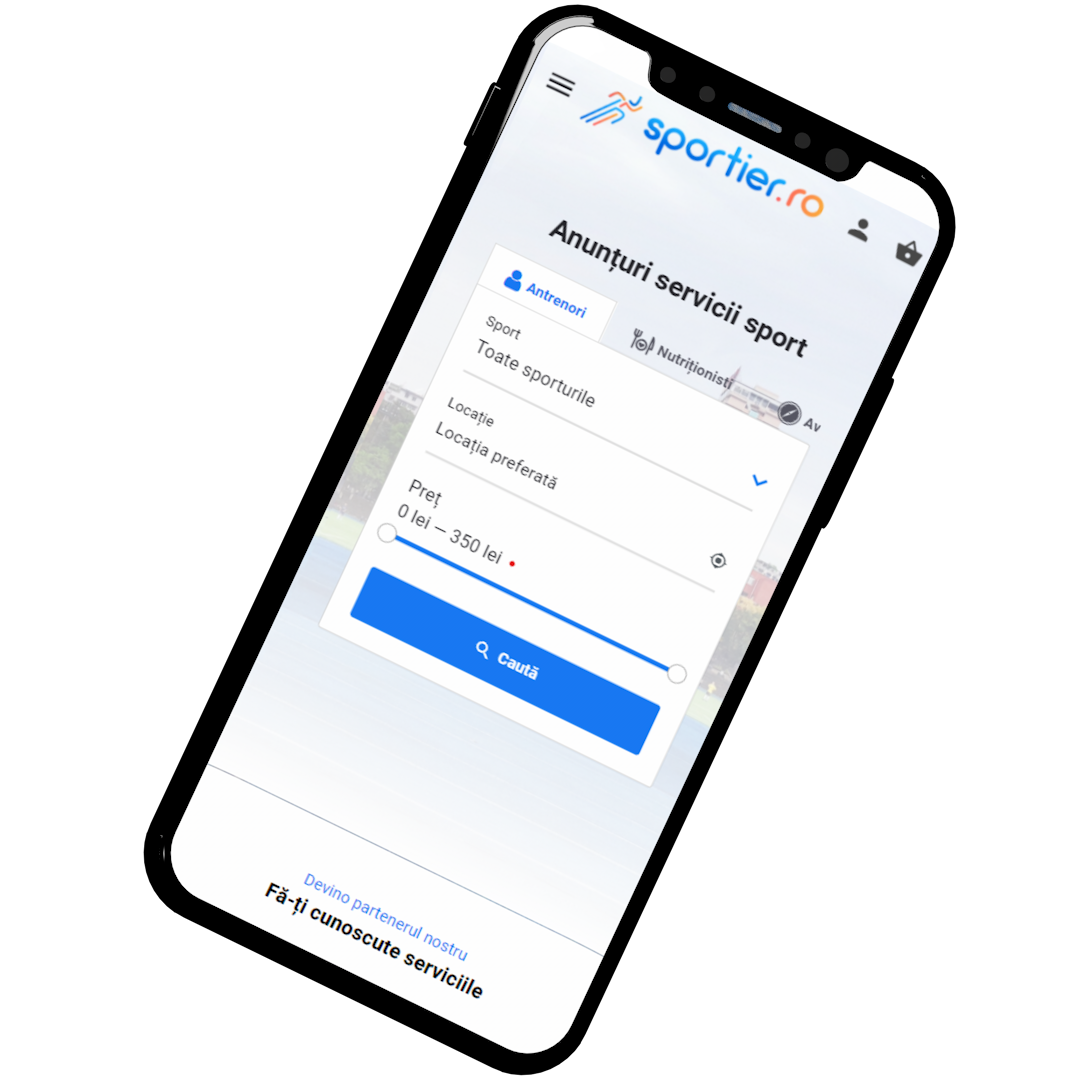 sportier.ro
Anunțuri servicii sport
Antrenori
Nutriționisti
Av
Sport
Toate sporturile
Locație
Locația preferată
Preț
0 lei – 350 lei
Caută
Devino partenerul nostru
Fă-ți cunoscute serviciile